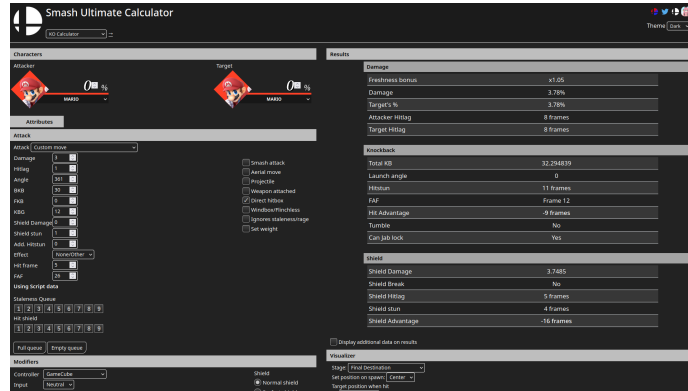 Smash Ultimate Calculator
KO Calculator
Theme Dark
Characters
Attacker
0 %
MARIO
Target
0 %
MARIO
Attributes
Attack
Attack Custom move
Damage 3
Hitlag 1
Angle 361
BKB 30
FKB 0
KBG 12
Shield Damage 0
Shield stun 1
Add. Hitstun 0
Effect None/Other
Hit frame 5
FAF 26
Smash attack
Aerial move
Projectile
Weapon attached
Direct hitbox
Windbox/Flinchless
Ignores staleness/rage
Set weight
Using Script data
Staleness Queue
1 2 3 4 5 6 7 8 9
Hit shield
1 2 3 4 5 6 7 8 9
Full queue Empty queue
Modifiers
Controller GameCube
Input Neutral
Shield
Normal shield
Results
Damage
Freshness bonus x1.05
Damage 3.78%
Target's % 3.78%
Attacker Hitlag 8 frames
Target Hitlag 8 frames
Knockback
Total KB 32.294839
Launch angle 0
Hitstun 11 frames
FAF Frame 12
Hit Advantage -9 frames
Tumble No
Can Jab lock Yes
Shield
Shield Damage 3.7485
Shield Break No
Shield Hitlag 5 frames
Shield stun 4 frames
Shield Advantage -16 frames
Display additional data on results
Visualizer
Stage: Final Destination
Set position on spawn: Center
Target position when hit